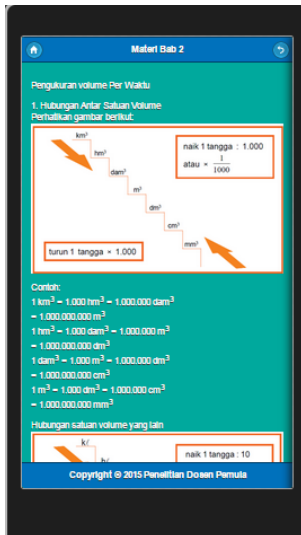 Materi Bab 2
Pengukuran volume Per Waktu
1. Hubungan Antar Satuan Volume
Perhatikan gambar berikut:
km³
hm³
dam³
m³
dm³
cm³
mm³
naik 1 tangga : 1.000
atau × 1/1000
turun 1 tangga × 1.000
Contoh:
1 km³ = 1.000 hm³ = 1.000.000 dam³
= 1.000.000.000 m³
1 hm³ = 1.000 dam³ = 1.000.000 m³
= 1.000.000.000 dm³
1 dam³ = 1.000 m³ = 1.000.000 dm³
= 1.000.000.000 cm³
1 m³ = 1.000 dm³ = 1.000.000 cm³
= 1.000.000.000 mm³
Hubungan satuan volume yang lain
kℓ
naik 1 tangga : 10
Copyright © 2015 Penelitian Dosen Pemula